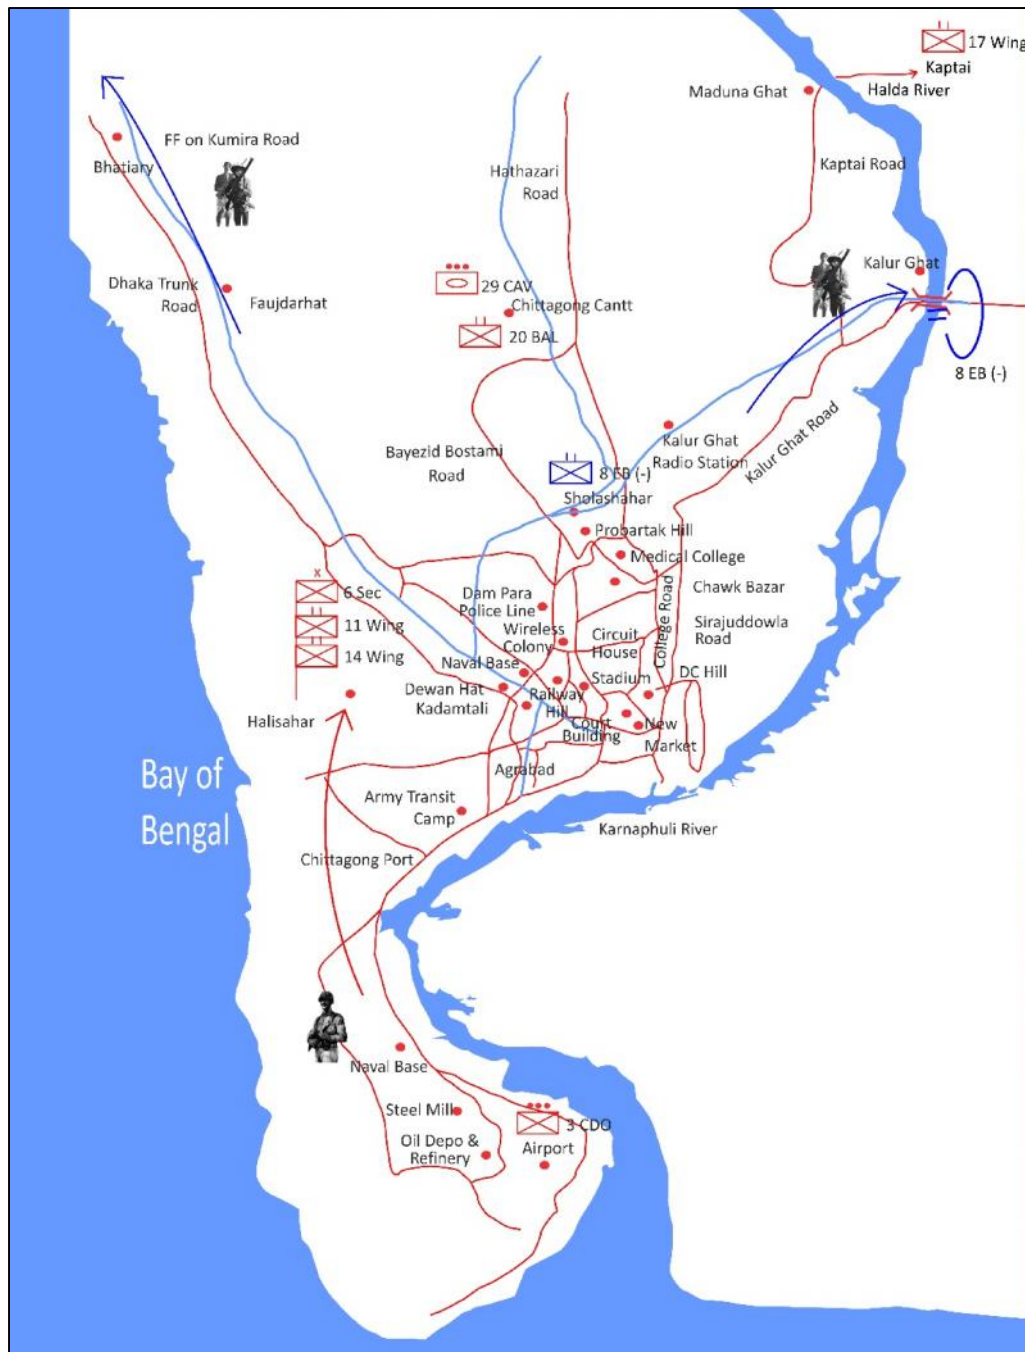 17 Wing
Kaptai
Halda River
Maduna Ghat
FF on Kumira Road
Bhatiary
Hathazari
Road
Kaptai Road
Kalur Ghat
Dhaka Trunk
Road
Faujdarhat
29 CAV
Chittagong Cantt
20 BAL
8 EB (-)
Kalur Ghat
Radio Station
Kalur Ghat Road
Bayezid Bostami
Road
8 EB (-)
Sholashahar
Probartak Hill
Medical College
Chawk Bazar
x
6 Sec
11 Wing
14 Wing
Dam Para
Police Line
Wireless
Colony
Circuit
House
College Road
Sirajuddowla
Road
Naval Base
Stadium
DC Hill
Dewan Hat
Kadamtali
Railway
Hill
Court
Building
New
Market
Halisahar
Agrabad
Bay of
Bengal
Army Transit
Camp
Karnaphuli River
Chittagong Port
Naval Base
Steel Mill
3 CDO
Oil Depo &
Refinery
Airport